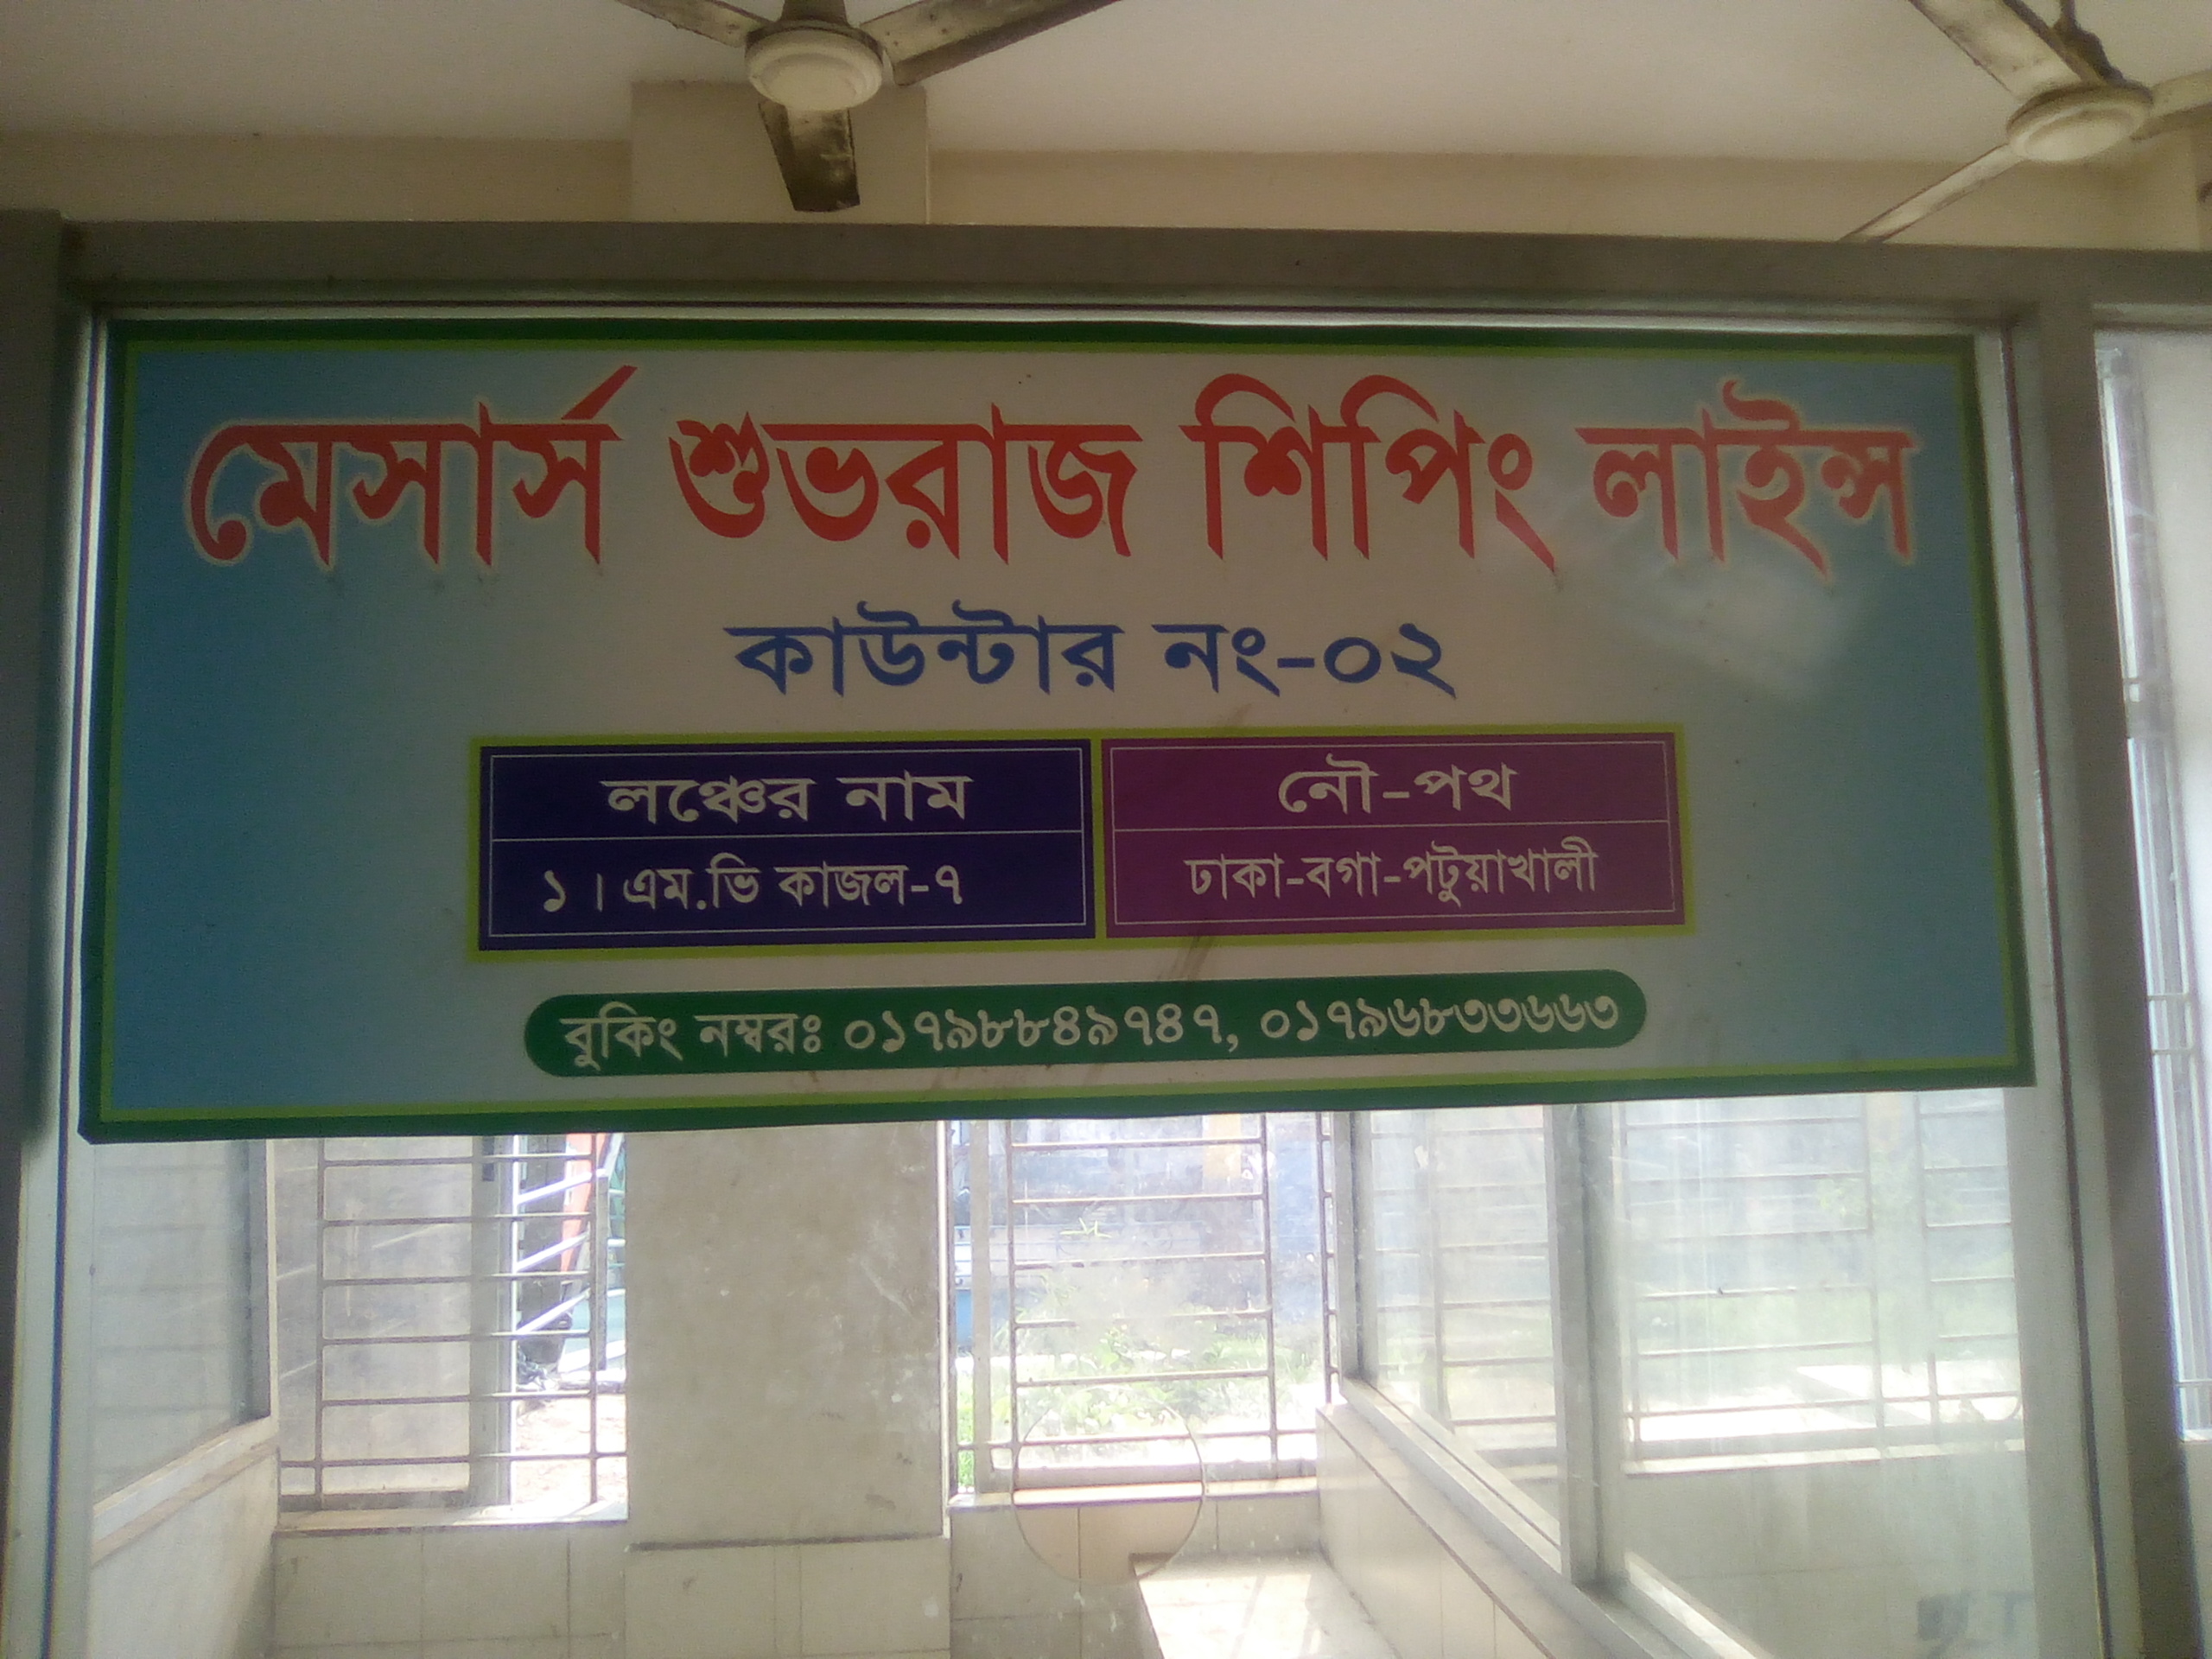 মেসার্স শুভরাজ শিপিং লাইন্স
কাউন্টার নং-০২
লঞ্চের নাম
১। এম.ভি কাজল-৭
নৌ-পথ
ঢাকা-বগা-পটুয়াখালী
বুকিং নম্বরঃ ০১৭৯৮৮৪৯৭৪৭, ০১৭৯৬৮৩৩৬৬৩